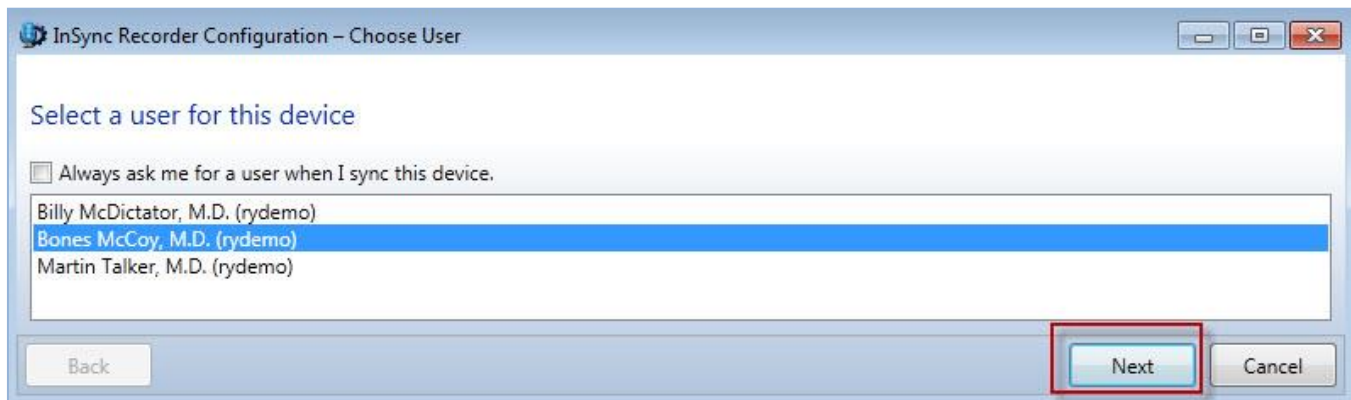 InSync Recorder Configuration – Choose User
Select a user for this device
Always ask me for a user when I sync this device.
Billy McDictator, M.D. (rydemo)
Bones McCoy, M.D. (rydemo)
Martin Talker, M.D. (rydemo)
Back Next Cancel